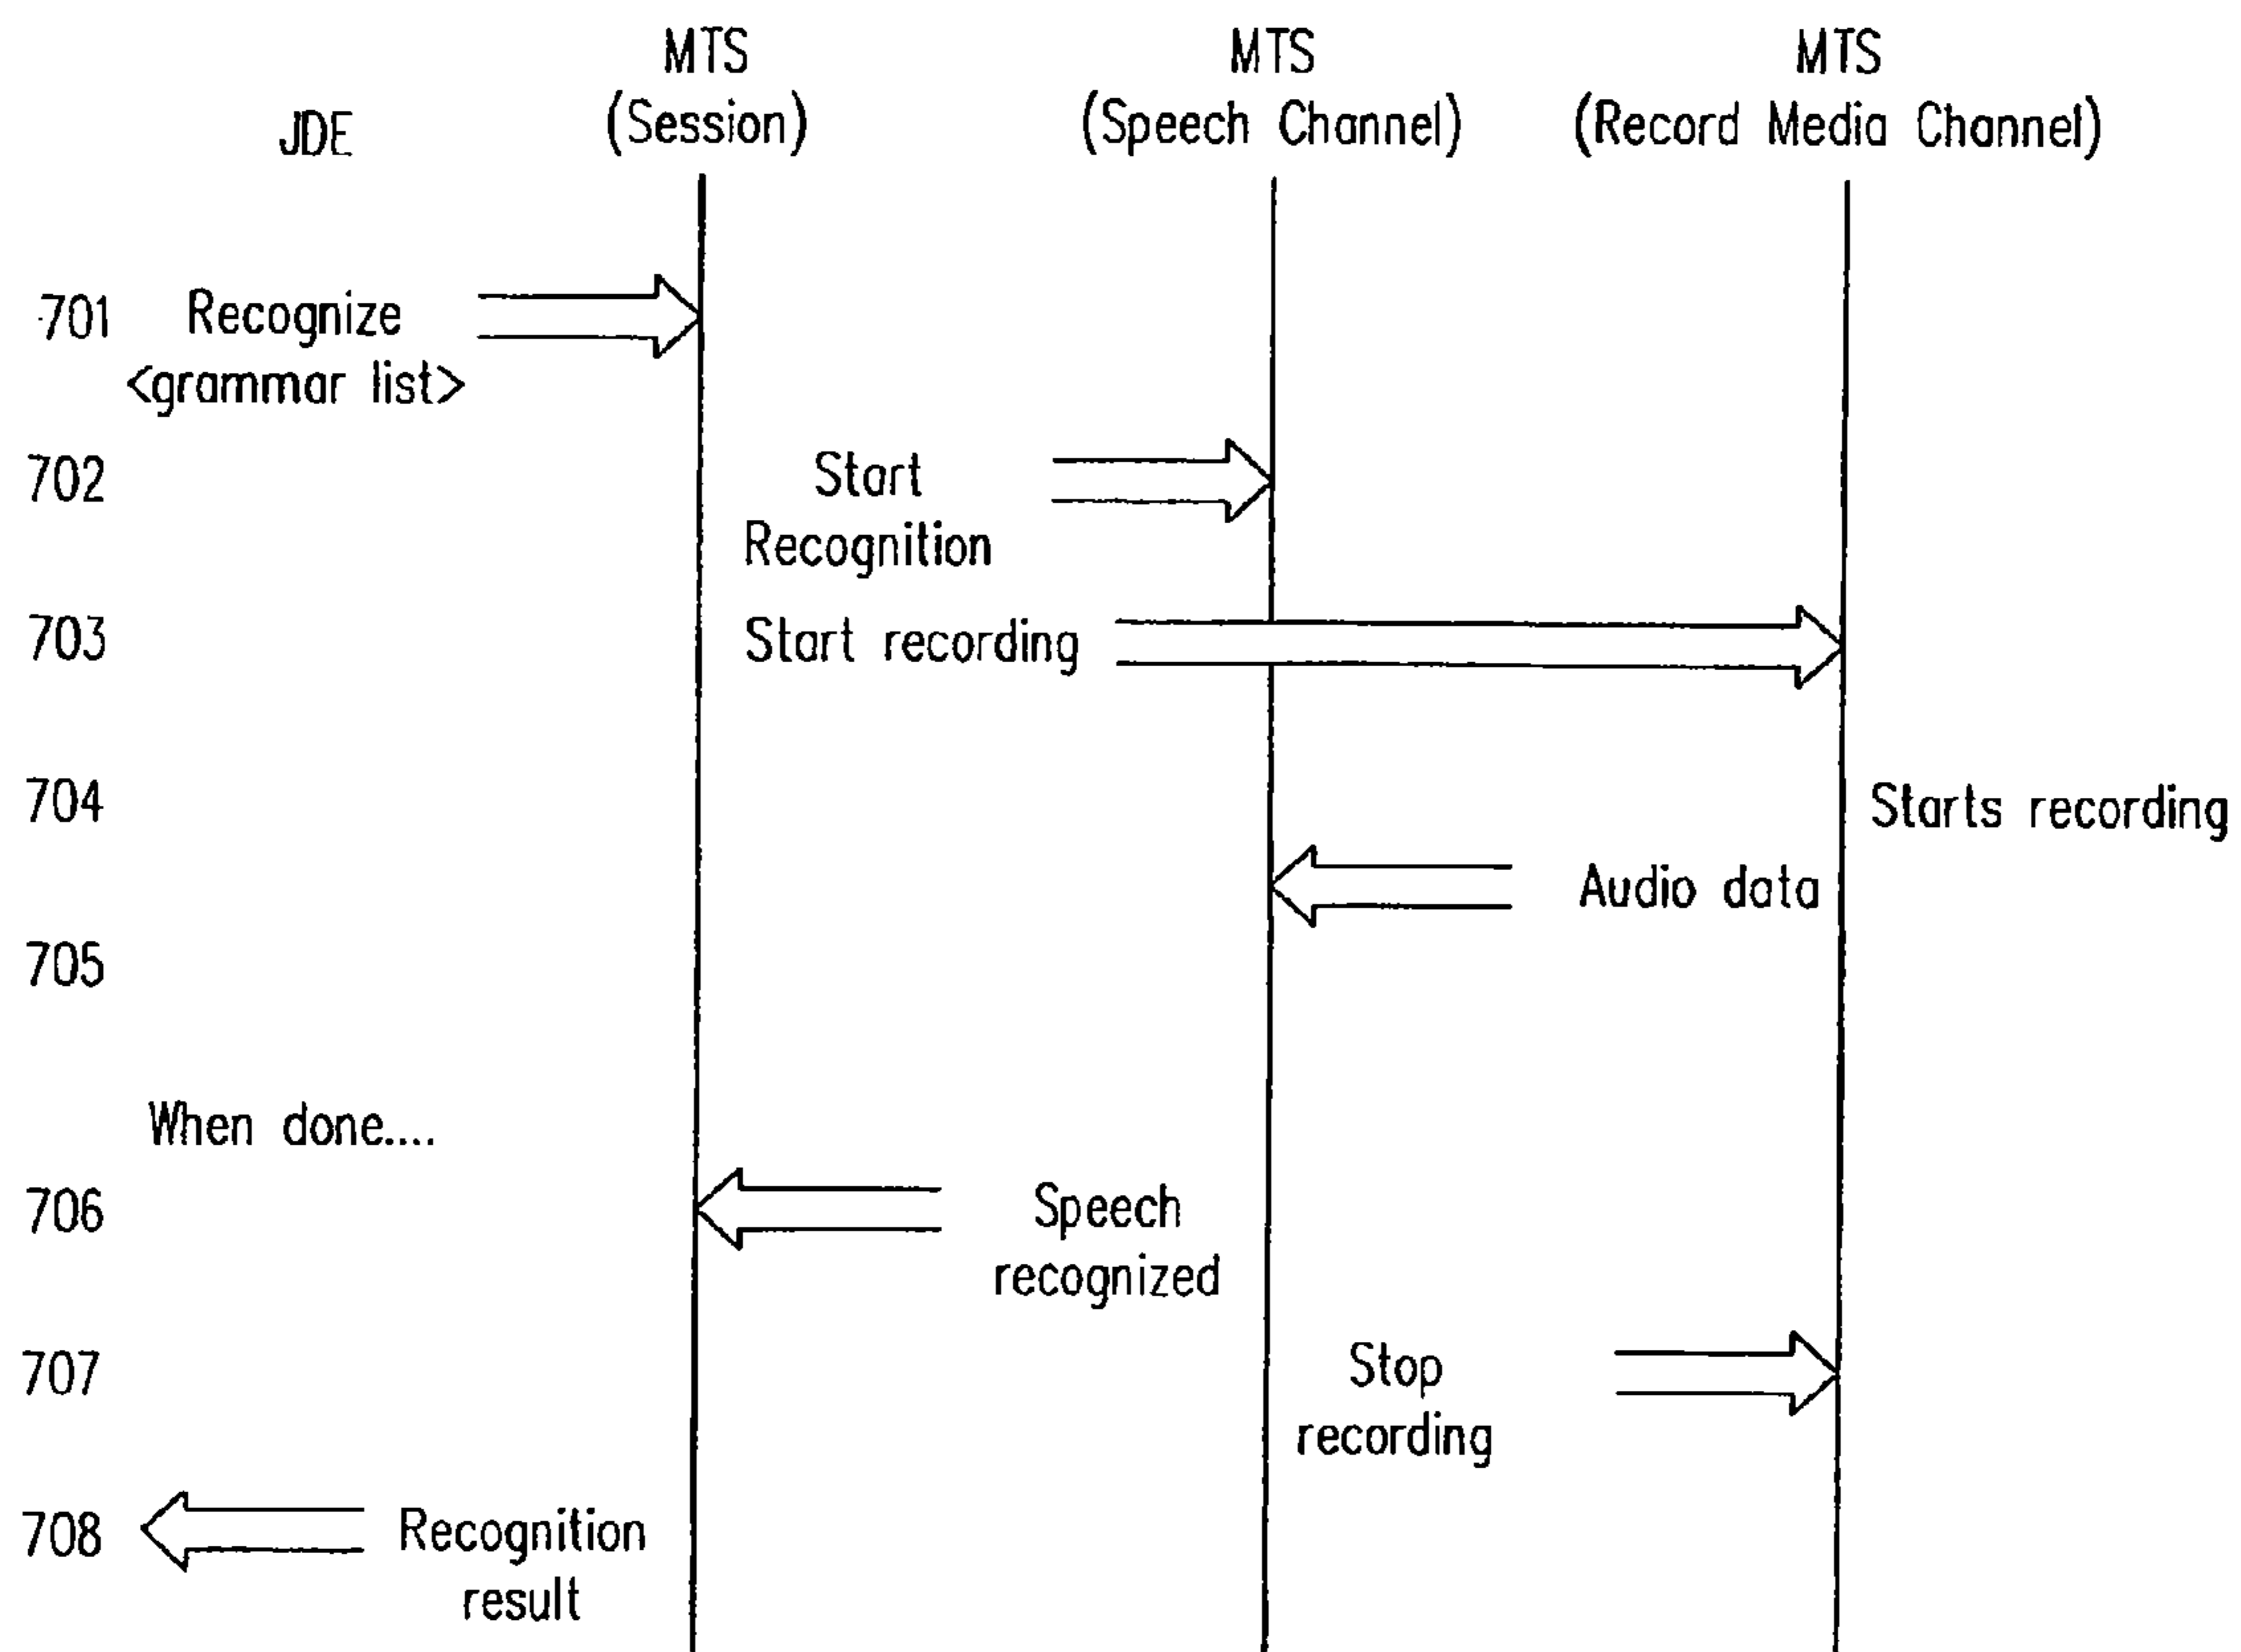 JDE
MTS
(Session)
MTS
(Speech Channel)
MTS
(Record Media Channel)
701 Recognize
<grammar list>
702 Start
Recognition
703 Start recording
704 Starts recording
Audio data
705
When done....
706 Speech
recognized
707 Stop
recording
708 Recognition
result